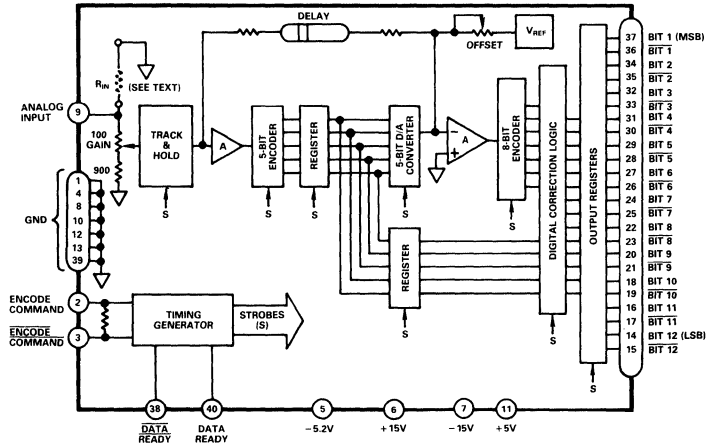 DELAY
OFFSET
VREF
RIN
(SEE TEXT)
ANALOG
INPUT
9
100
GAIN
900
TRACK
&
HOLD
A
5-BIT
ENCODER
REGISTER
5-BIT D/A
CONVERTER
−
+
A
8-BIT
ENCODER
DIGITAL CORRECTION LOGIC
OUTPUT REGISTERS
S
S
S
S
S
REGISTER
S
S
S
GND
1
4
8
10
12
13
39
ENCODE
COMMAND
2
ENCODE
COMMAND
3
TIMING
GENERATOR
STROBES
(S)
38
DATA
READY
40
DATA
READY
5
−5.2V
6
+15V
7
−15V
11
+5V
37 BIT 1 (MSB)
36 BIT 1
34 BIT 2
35 BIT 2
32 BIT 3
33 BIT 3
31 BIT 4
30 BIT 4
29 BIT 5
28 BIT 5
27 BIT 6
26 BIT 6
24 BIT 7
25 BIT 7
22 BIT 8
23 BIT 8
20 BIT 9
21 BIT 9
18 BIT 10
19 BIT 10
16 BIT 11
17 BIT 11
14 BIT 12 (LSB)
15 BIT 12